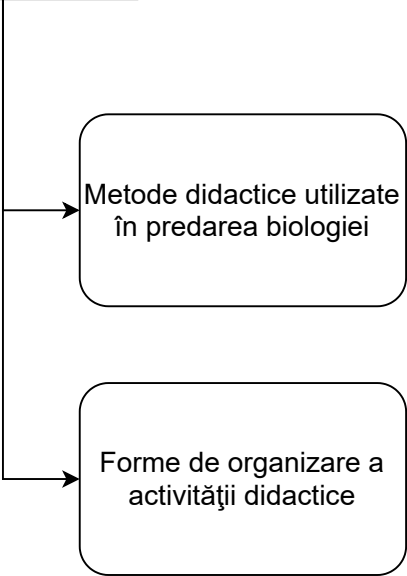 Metode didactice utilizate
în predarea biologiei
Forme de organizare a
activităţii didactice